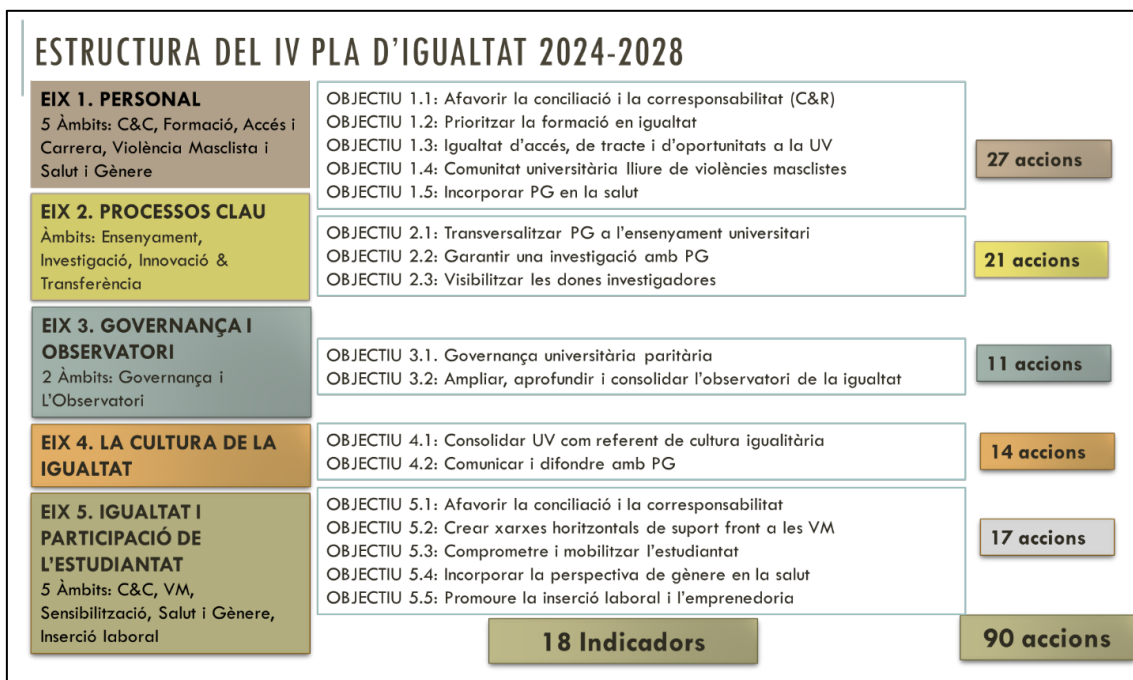 ESTRUCTURA DEL IV PLA D'IGUALTAT 2024-2028
EIX 1. PERSONAL
5 Àmbits: C&C, Formació, Accés i
Carrera, Violència Masclista i
Salut i Gènere
OBJECTIU 1.1: Afavorir la conciliació i la corresponsabilitat (C&R)
OBJECTIU 1.2: Prioritzar la formació en igualtat
OBJECTIU 1.3: Igualtat d'accés, de tracte i d'oportunitats a la UV
OBJECTIU 1.4: Comunitat universitària lliure de violències masclistes
OBJECTIU 1.5: Incorporar PG en la salut
27 accions
EIX 2. PROCESSOS CLAU
Àmbits: Ensenyament,
Investigació, Innovació &
Transferència
OBJECTIU 2.1: Transversalitzar PG a l'ensenyament universitari
OBJECTIU 2.2: Garantir una investigació amb PG
OBJECTIU 2.3: Visibilitzar les dones investigadores
21 accions
EIX 3. GOVERNANÇA I
OBSERVATORI
2 Àmbits: Governança i
L'Observatori
OBJECTIU 3.1. Governança universitària paritària
OBJECTIU 3.2: Ampliar, aprofundir i consolidar l'observatori de la igualtat
11 accions
EIX 4. LA CULTURA DE LA
IGUALTAT
OBJECTIU 4.1: Consolidar UV com referent de cultura igualitària
OBJECTIU 4.2: Comunicar i difondre amb PG
14 accions
EIX 5. IGUALTAT I
PARTICIPACIÓ DE
L'ESTUDIANTAT
5 Àmbits: C&C, VM,
Sensibilització, Salut i Gènere,
Inserció laboral
OBJECTIU 5.1: Afavorir la conciliació i la corresponsabilitat
OBJECTIU 5.2: Crear xarxes horitzontals de suport front a les VM
OBJECTIU 5.3: Comprometre i mobilitzar l'estudiantat
OBJECTIU 5.4: Incorporar la perspectiva de gènere en la salut
OBJECTIU 5.5: Promoure la inserció laboral i l'emprenedoria
17 accions
18 Indicadors
90 accions